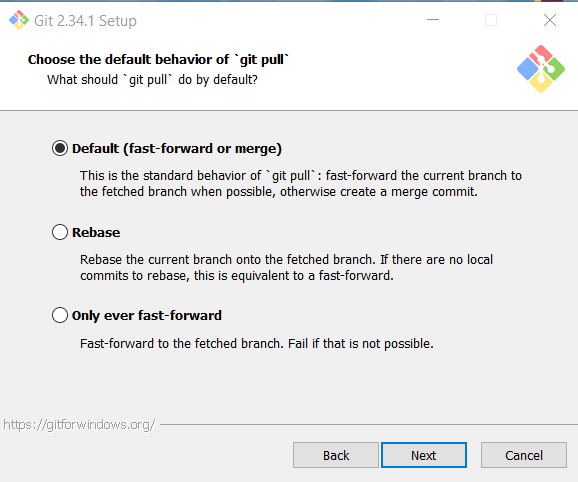 Git 2.34.1 Setup
Choose the default behavior of `git pull`
What should `git pull` do by default?
Default (fast-forward or merge)
This is the standard behavior of `git pull`: fast-forward the current branch to
the fetched branch when possible, otherwise create a merge commit.
Rebase
Rebase the current branch onto the fetched branch. If there are no local
commits to rebase, this is equivalent to a fast-forward.
Only ever fast-forward
Fast-forward to the fetched branch. Fail if that is not possible.
https://gitforwindows.org/
Back Next Cancel